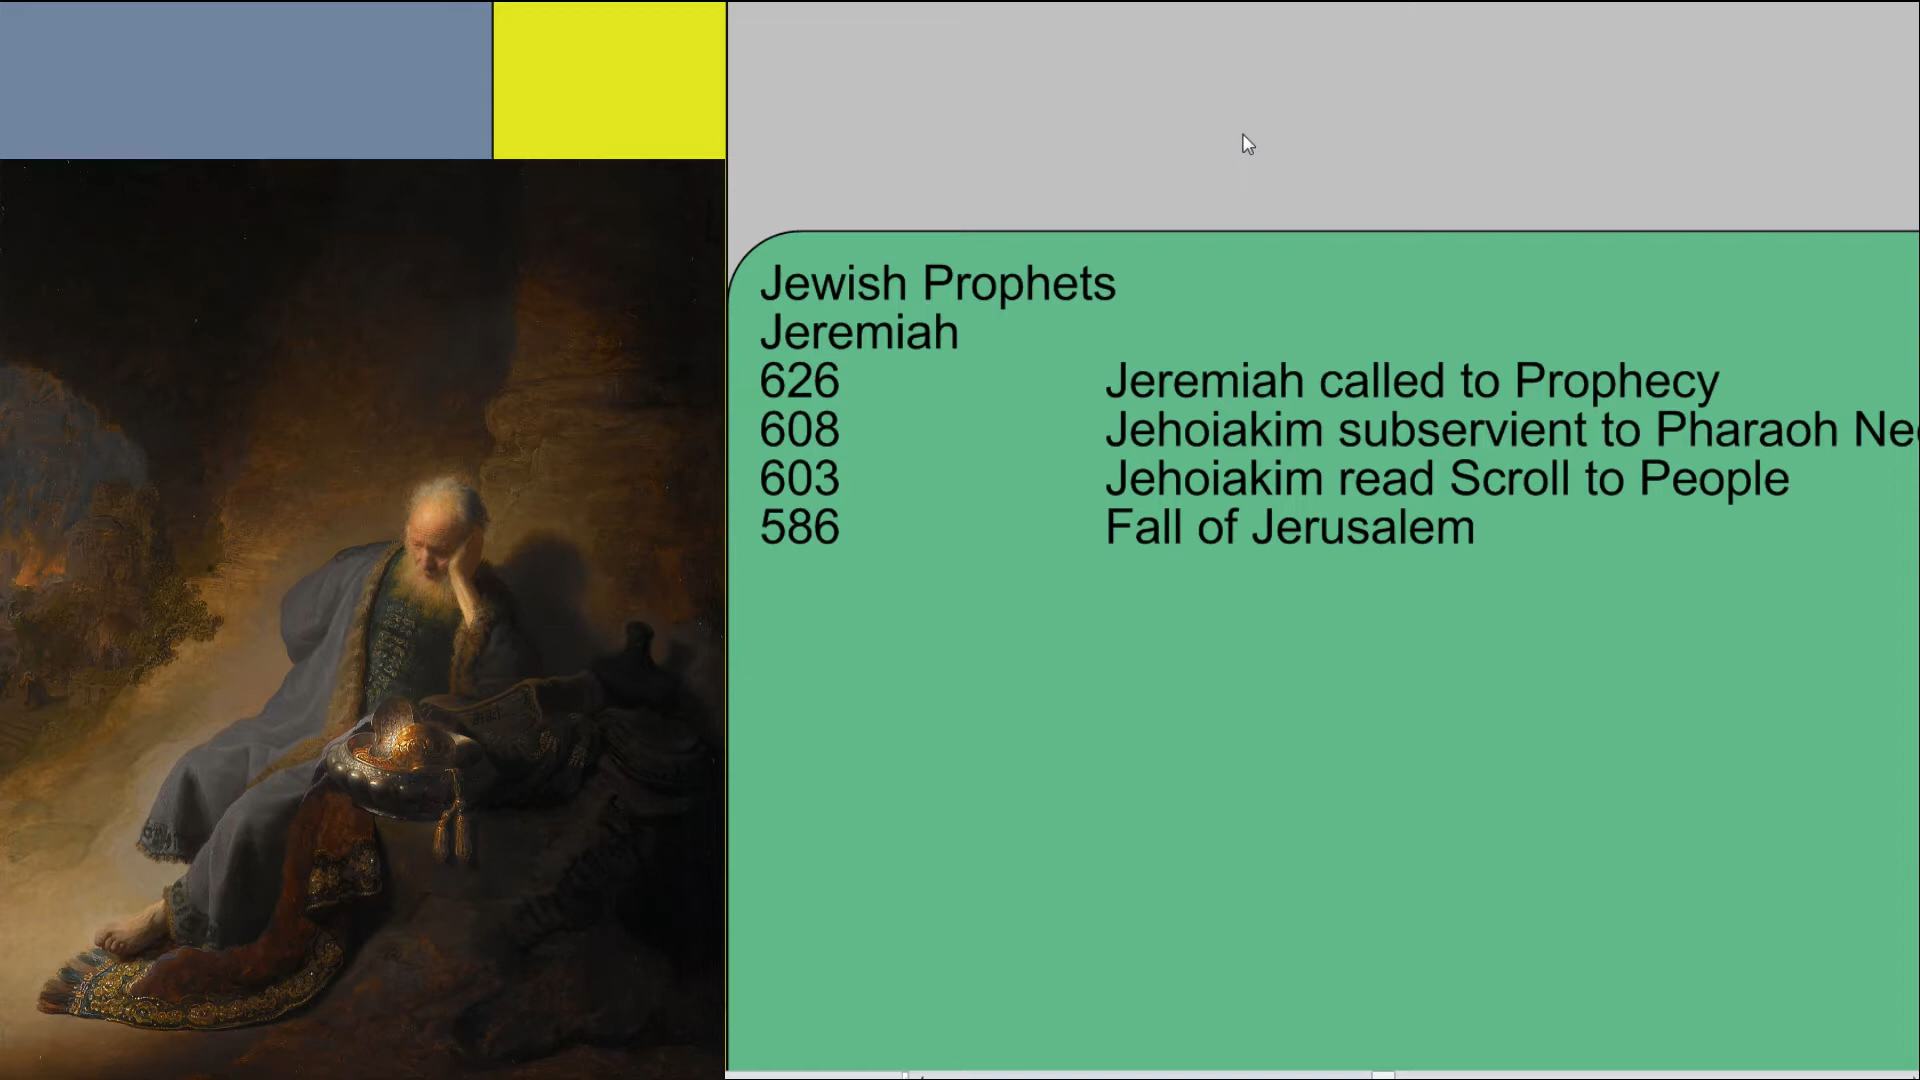 Jewish Prophets
Jeremiah
626 Jeremiah called to Prophecy
608 Jehoiakim subservient to Pharaoh
603 Jehoiakim read Scroll to People
586 Fall of Jerusalem